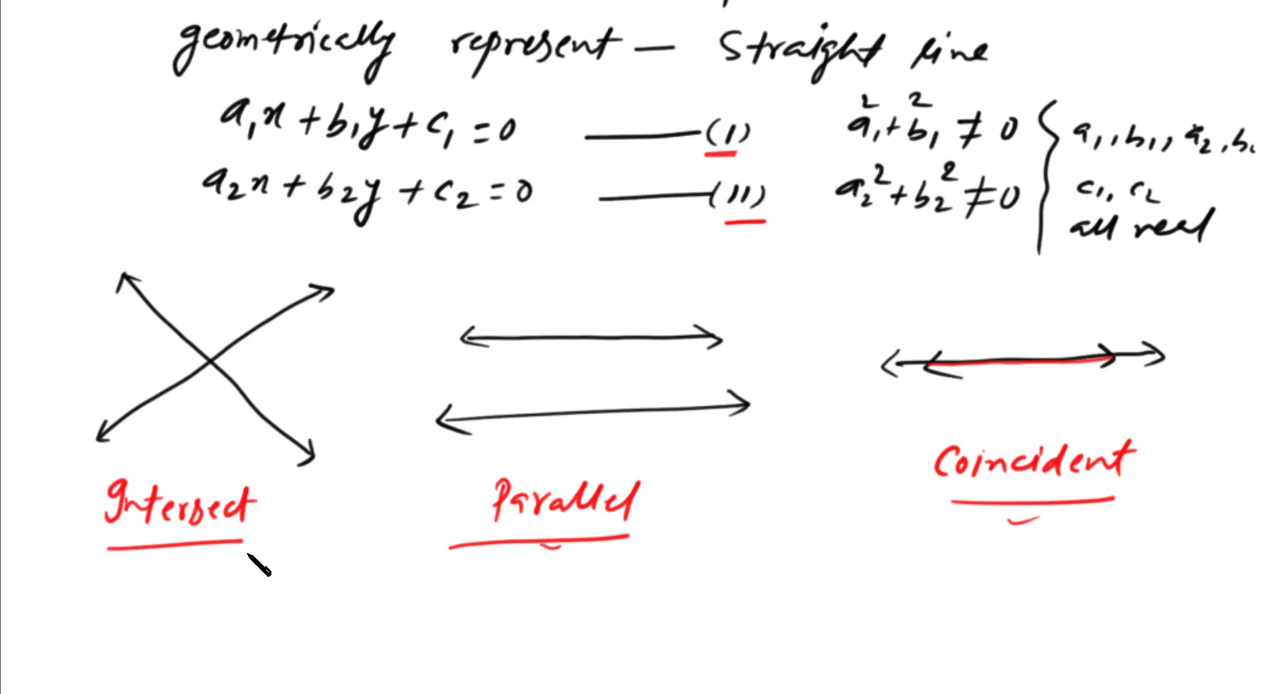 geometrically represent — Straight line
a₁x + b₁y + c₁ = 0 ——— (I) a₁² + b₁² ≠ 0
a₂x + b₂y + c₂ = 0 ——— (II) a₂² + b₂² ≠ 0
a₁, b₁, a₂, b₂
c₁, c₂
all real
Intersect
Parallel
Coincident